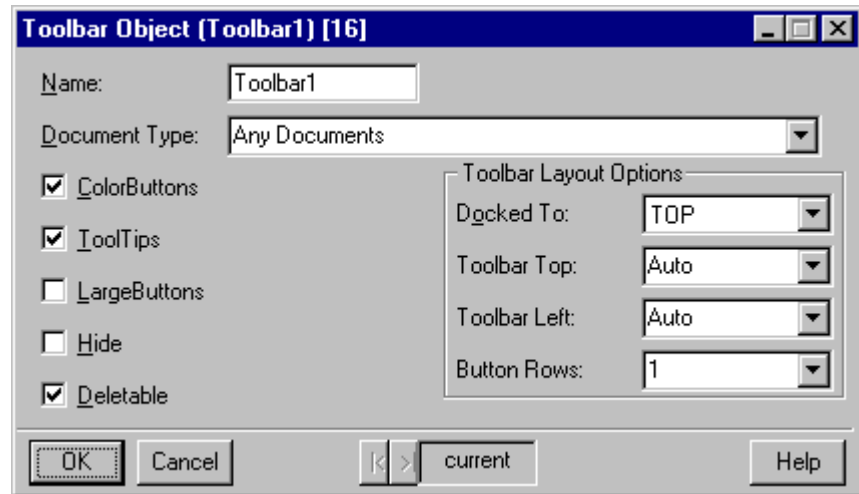 Toolbar Object (Toolbar1) [16]
Name: Toolbar1
Document Type: Any Documents
ColorButtons
ToolTips
LargeButtons
Hide
Deletable
Toolbar Layout Options
Docked To: TOP
Toolbar Top: Auto
Toolbar Left: Auto
Button Rows: 1
OK Cancel current Help